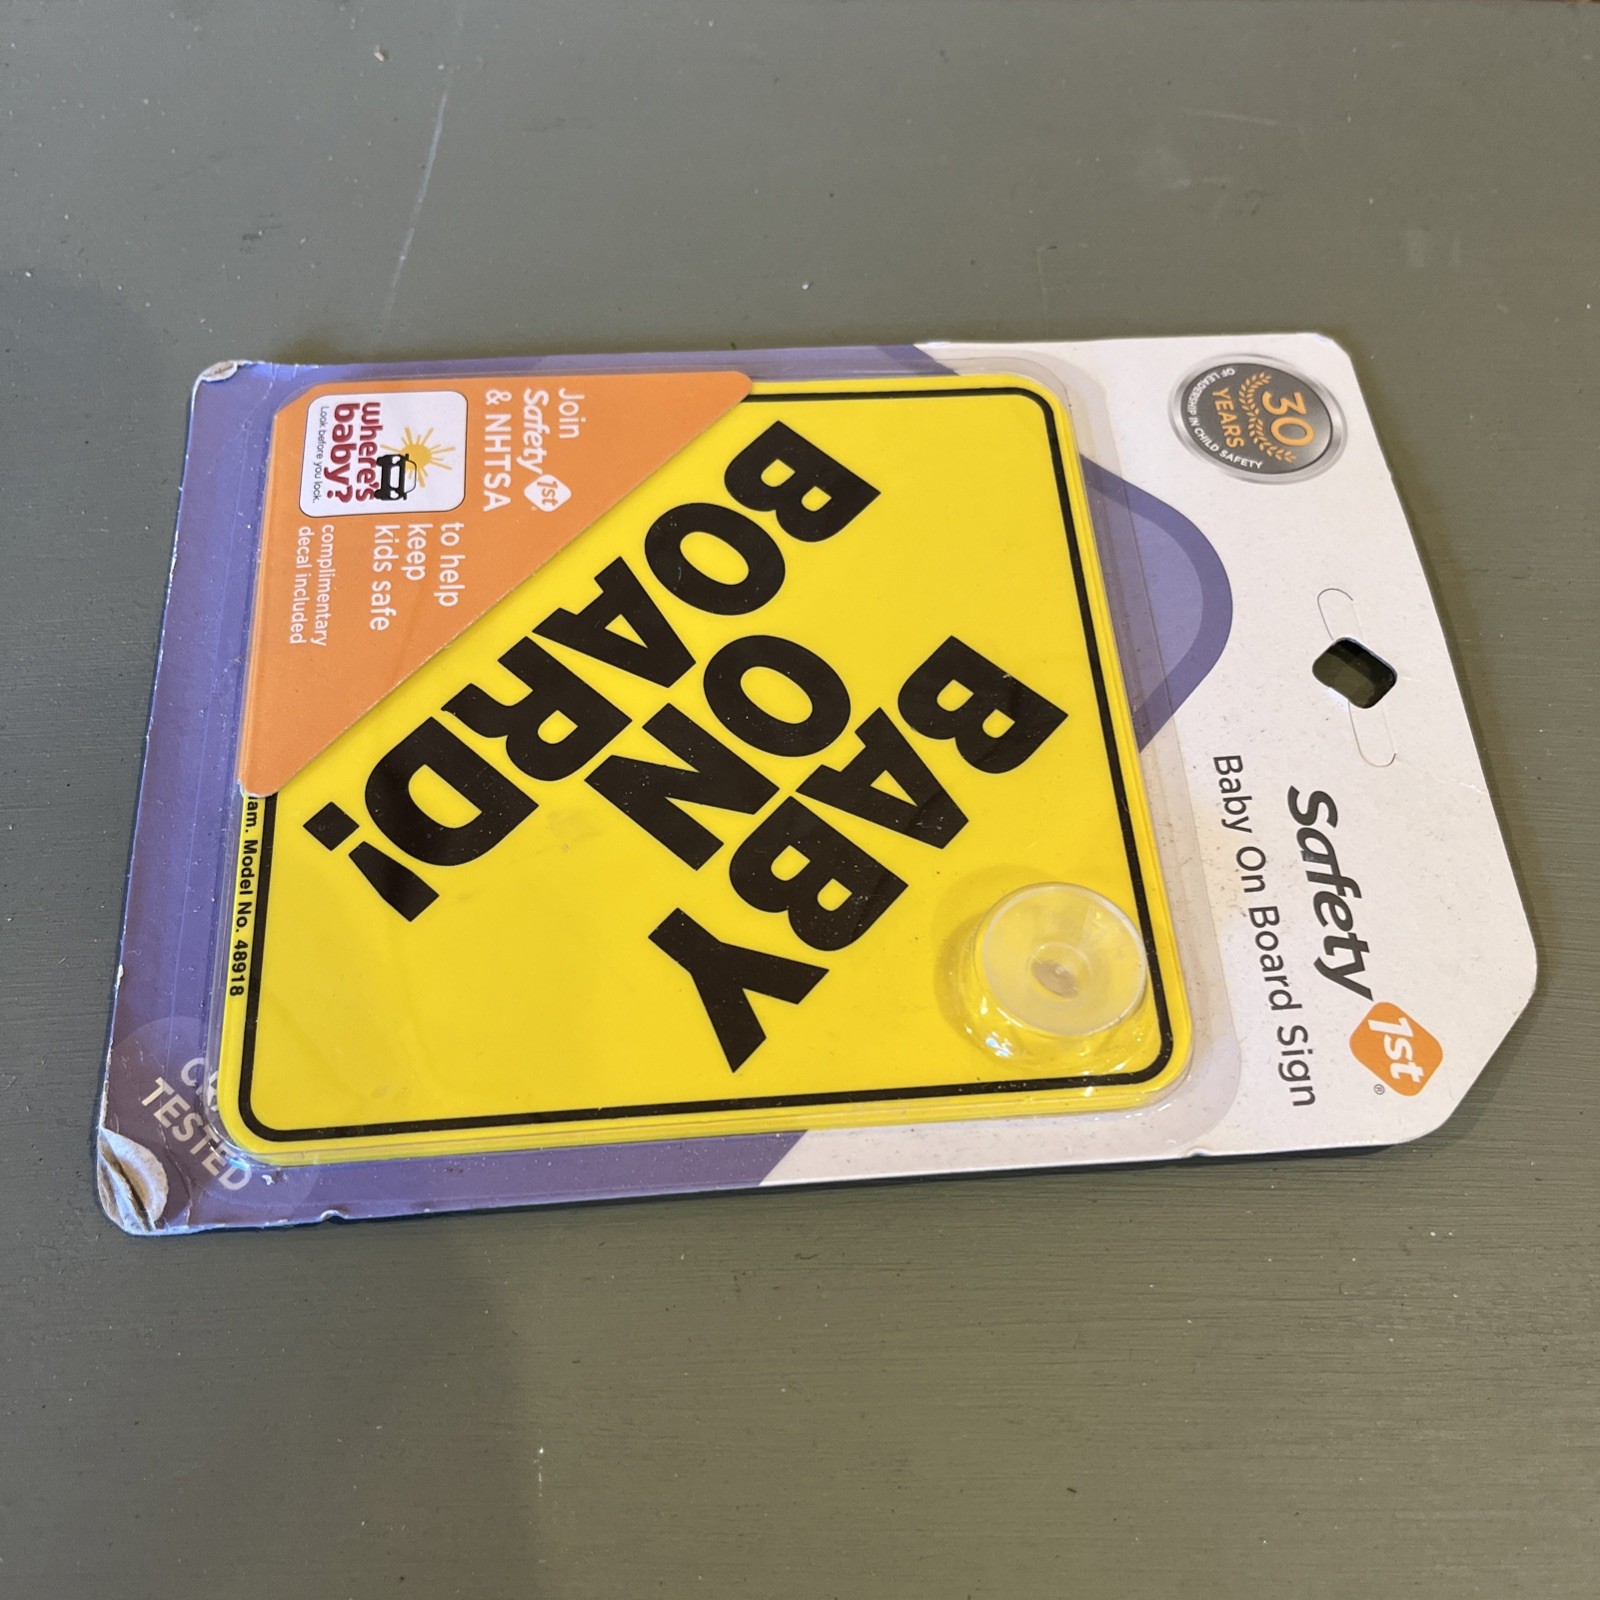 30
YEARS
OF LEADERSHIP IN CHILD SAFETY
Safety 1st®
Baby On Board Sign
BABY
ON
BOARD!
Join
Safety 1st
& NHTSA
to help
keep
kids safe
complimentary
decal included
where's
baby?
Look before you lock.
Model No. 48918
TESTED